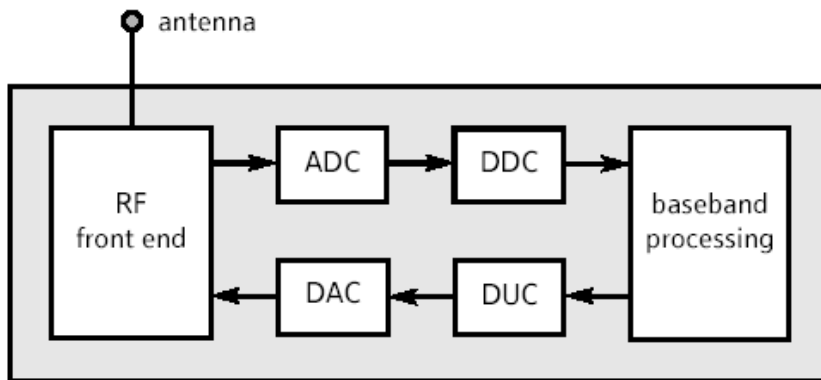 antenna
RF
front end
ADC
DDC
baseband
processing
DAC
DUC